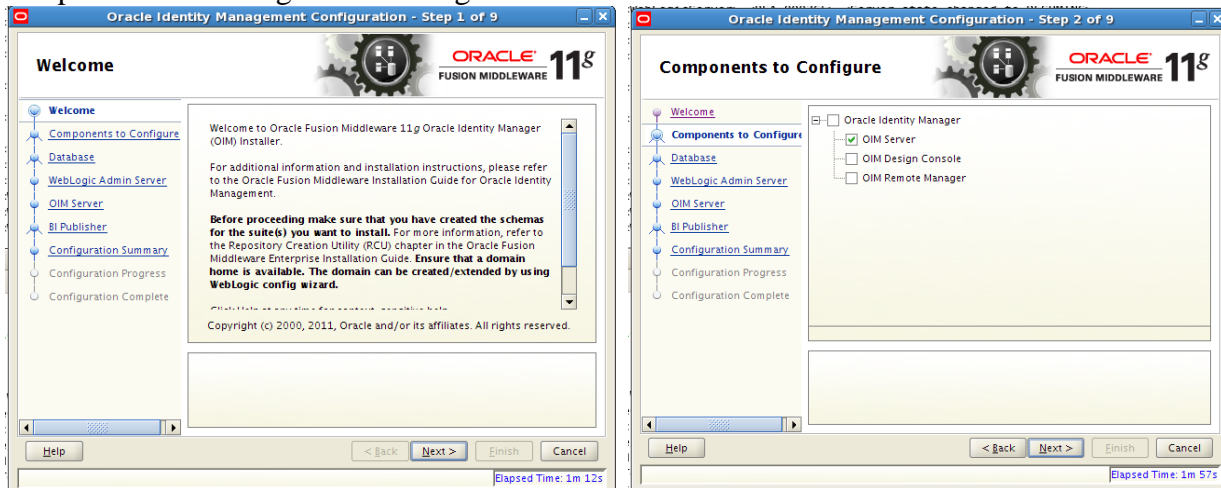 Oracle Identity Management Configuration - Step 1 of 9
Welcome
ORACLE
FUSION MIDDLEWARE 11g
Welcome
Components to Configure
Database
WebLogic Admin Server
OIM Server
BI Publisher
Configuration Summary
Configuration Progress
Configuration Complete
Welcome to Oracle Fusion Middleware 11g Oracle Identity Manager
(OIM) Installer.
For additional information and installation instructions, please refer
to the Oracle Fusion Middleware Installation Guide for Oracle Identity
Management.
Before proceeding make sure that you have created the schemas
for the suite(s) you want to install. For more information, refer to
the Repository Creation Utility (RCU) chapter in the Oracle Fusion
Middleware Enterprise Installation Guide. Ensure that a domain
home is available. The domain can be created/extended by using
WebLogic config wizard.
Copyright (c) 2000, 2011, Oracle and/or its affiliates. All rights reserved.
Help
< Back
Next >
Finish
Cancel
Elapsed Time: 1m 12s
Oracle Identity Management Configuration - Step 2 of 9
Components to Configure
ORACLE
FUSION MIDDLEWARE 11g
Welcome
Components to Configure
Database
WebLogic Admin Server
OIM Server
BI Publisher
Configuration Summary
Configuration Progress
Configuration Complete
Oracle Identity Manager
OIM Server
OIM Design Console
OIM Remote Manager
Help
< Back
Next >
Finish
Cancel
Elapsed Time: 1m 57s